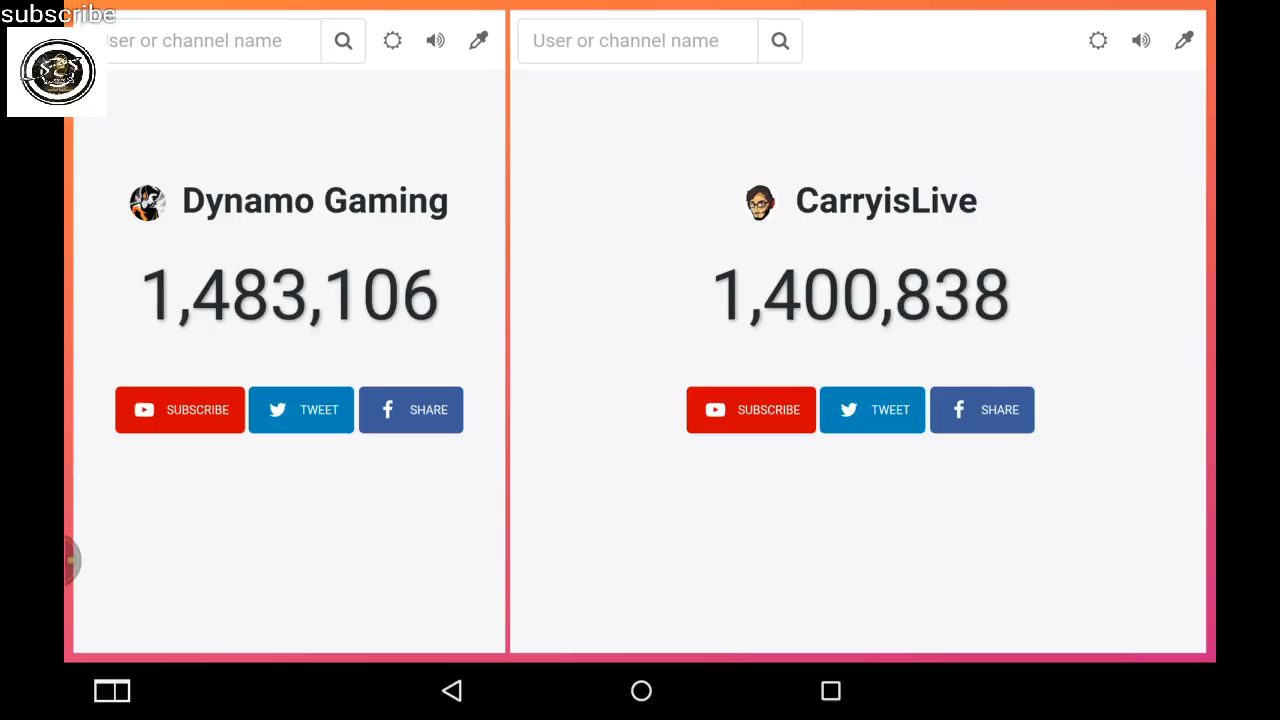 subscribe
ser or channel name
User or channel name
Dynamo Gaming
1,483,106
SUBSCRIBE
TWEET
SHARE
CarryisLive
1,400,838
SUBSCRIBE
TWEET
SHARE